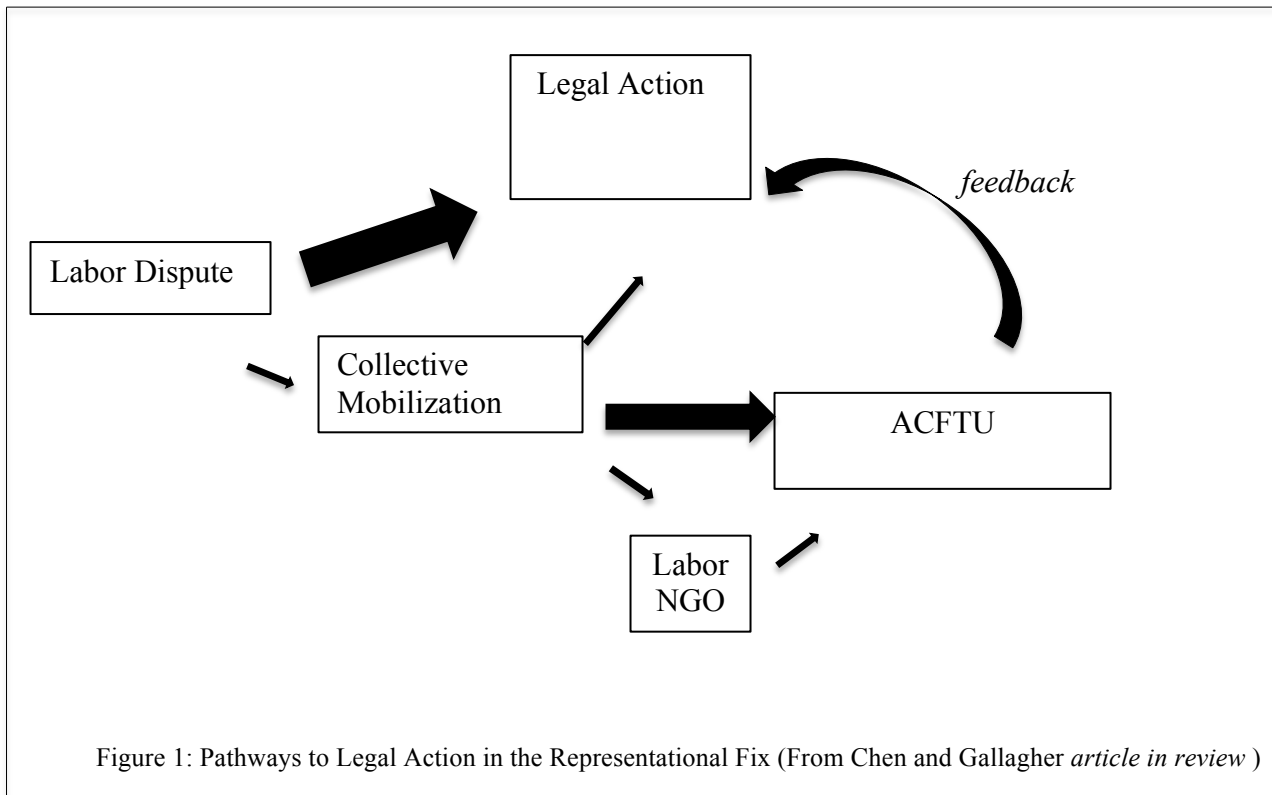 Legal Action
feedback
Labor Dispute
Collective
Mobilization
ACFTU
Labor
NGO
Figure 1: Pathways to Legal Action in the Representational Fix (From Chen and Gallagher article in review )